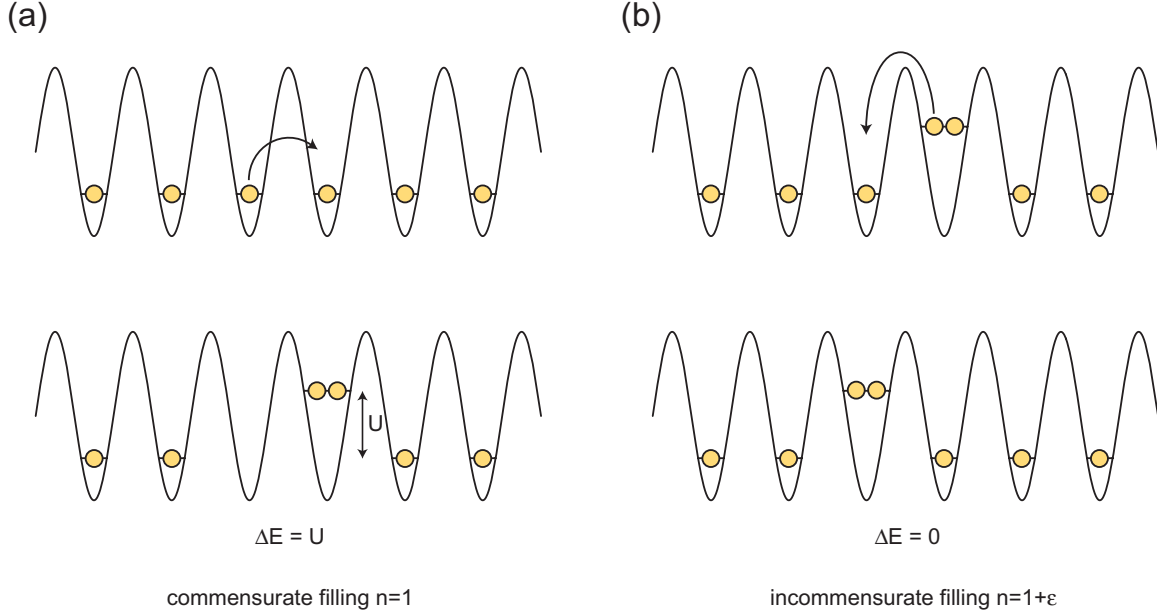 (a)
(b)
U
ΔE = U
ΔE = 0
commensurate filling n=1
incommensurate filling n=1+ε